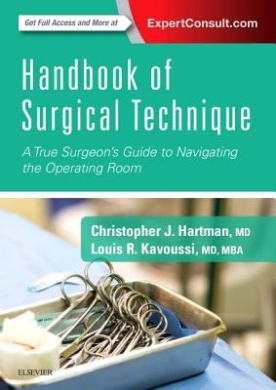 Get Full Access and More at
ExpertConsult.com
Handbook of
Surgical Technique
A True Surgeon's Guide to Navigating
the Operating Room
Christopher J. Hartman, MD
Louis R. Kavoussi, MD, MBA
ELSEVIER